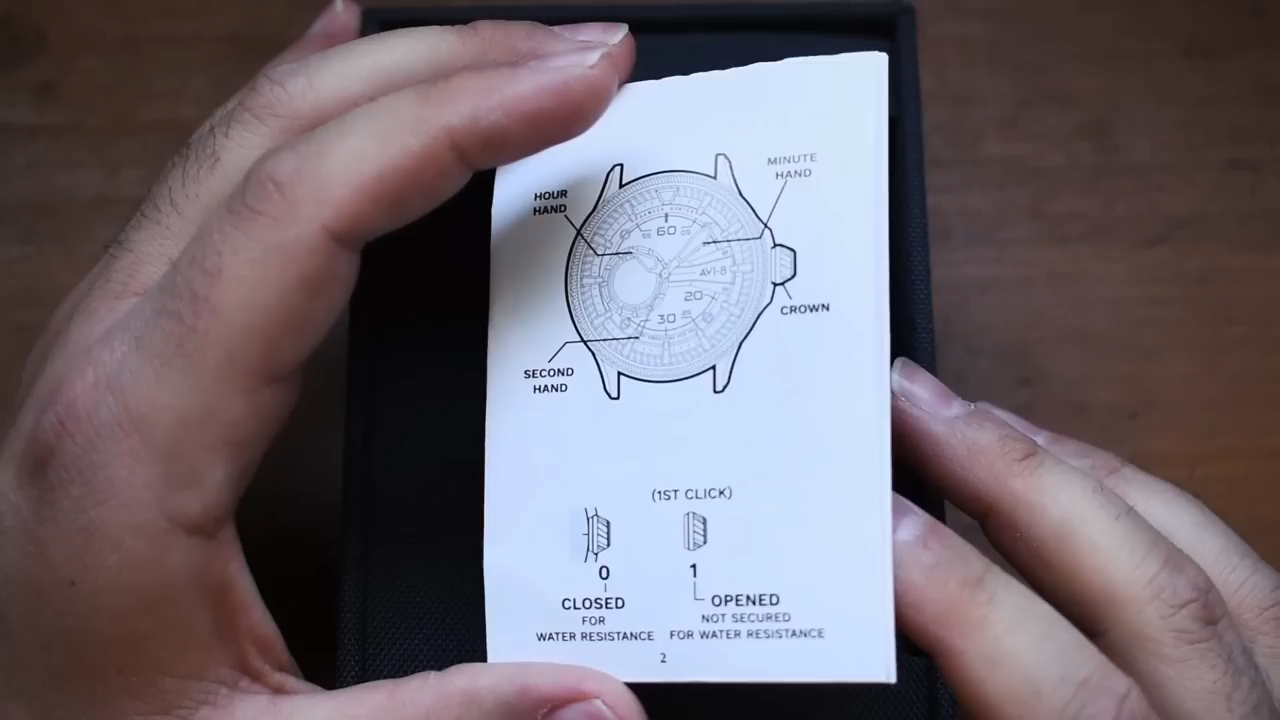 MINUTE
HAND
HOUR
HAND
60
AVI-8
20
30
CROWN
SECOND
HAND
(1ST CLICK)
0
1
CLOSED
FOR
WATER RESISTANCE
OPENED
NOT SECURED
FOR WATER RESISTANCE
2